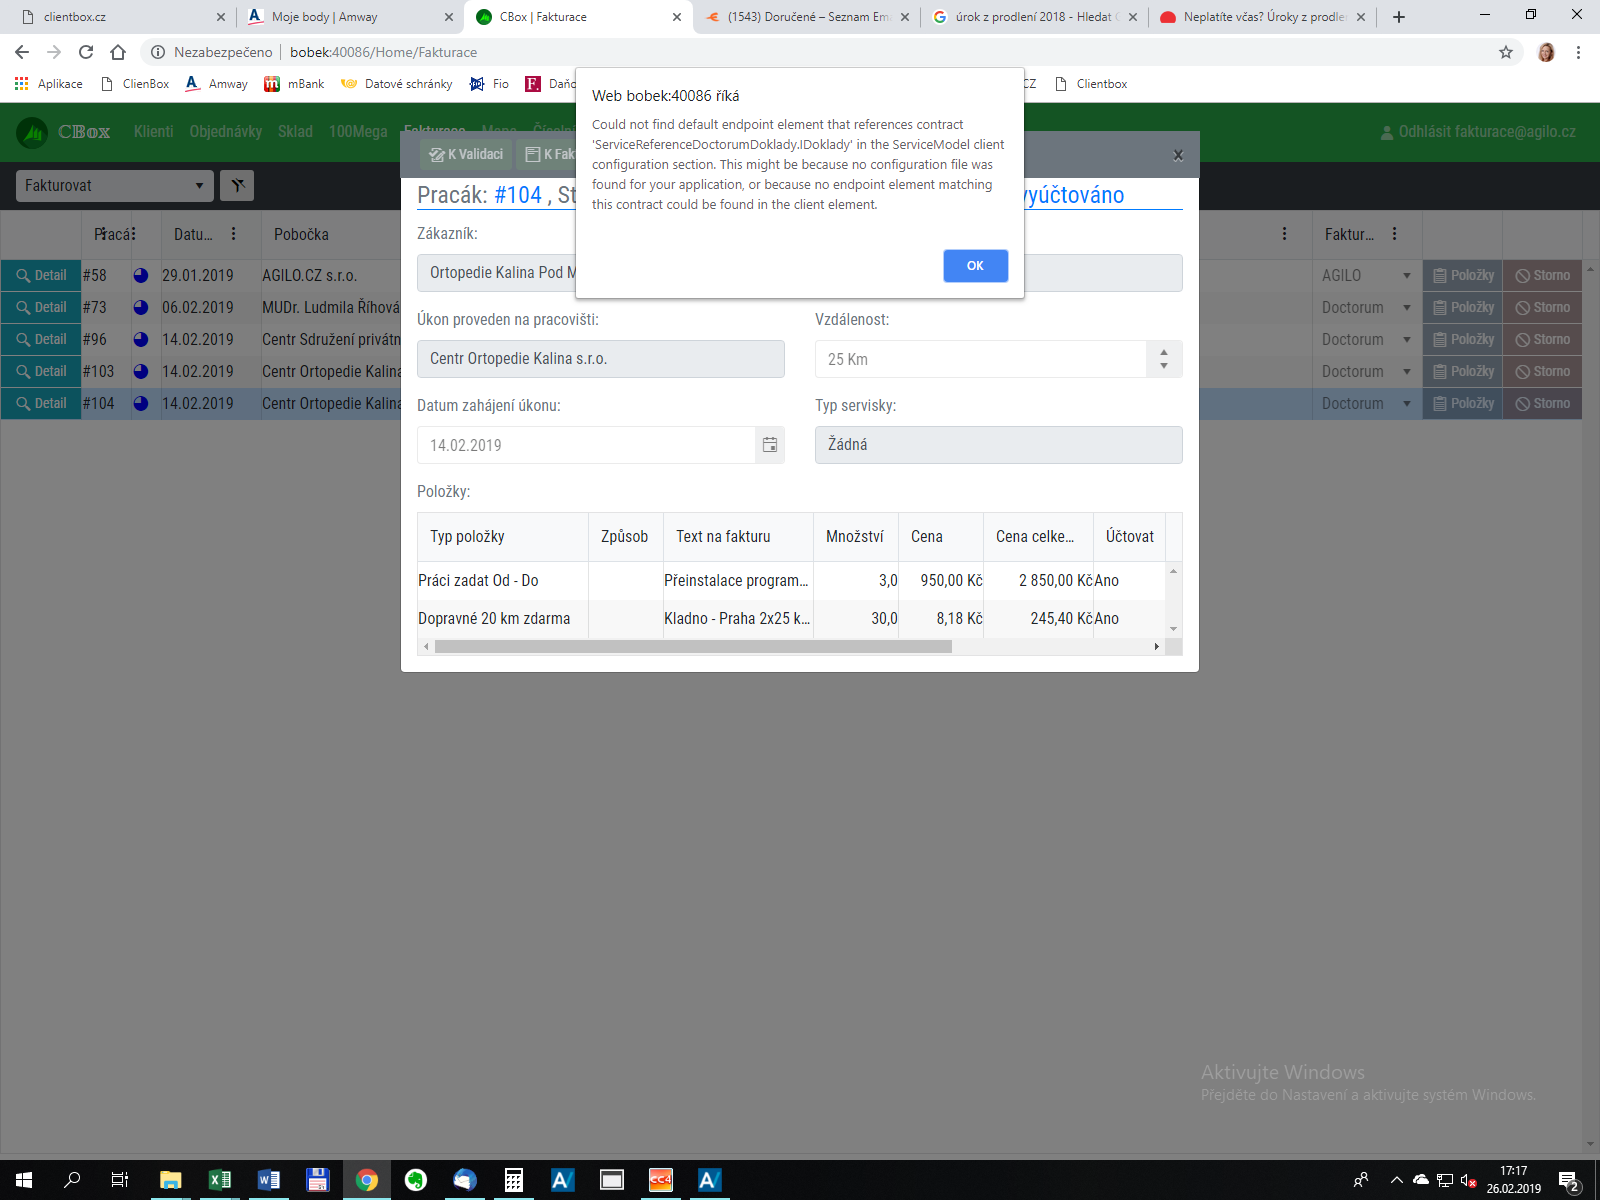 clientbox.cz
Moje body | Amway
CBox | Fakturace
(1543) Doručené – Seznam Em
úrok z prodlení 2018 - Hledat
Neplatíte včas? Úroky z prodle
Nezabezpečeno
bobek:40086/Home/Fakturace
Aplikace
ClienBox
Amway
mBank
Datové schránky
Fio
Daňo
CZ
Clientbox
Web bobek:40086 říká
Could not find default endpoint element that references contract
'ServiceReferenceDoctorumDoklady.IDoklady' in the ServiceModel client
configuration section. This might be because no configuration file was
found for your application, or because no endpoint element matching
this contract could be found in the client element.
OK
CBox
Klienti
Objednávky
Sklad
100Mega
Fakturace
Mapa
Číselní
Odhlásit fakturace@agilo.cz
K Validaci
K Fak
x
Fakturovat
Pracák: #104 , St
vyúčtováno
Pracá
Datu...
Pobočka
Faktur...
Detail #58 29.01.2019 AGILO.CZ s.r.o. AGILO Položky Storno
Detail #73 06.02.2019 MUDr. Ludmila Říhová Doctorum Položky Storno
Detail #96 14.02.2019 Centr Sdružení privátn Doctorum Položky Storno
Detail #103 14.02.2019 Centr Ortopedie Kalina Doctorum Položky Storno
Detail #104 14.02.2019 Centr Ortopedie Kalina Doctorum Položky Storno
Zákazník:
Ortopedie Kalina Pod M
Úkon proveden na pracovišti:
Vzdálenost:
Centr Ortopedie Kalina s.r.o.
25 Km
Datum zahájení úkonu:
Typ servisky:
14.02.2019
Žádná
Položky:
Typ položky Způsob Text na fakturu Množství Cena Cena celke... Účtovat
Práci zadat Od - Do Přeinstalace program... 3,0 950,00 Kč 2 850,00 Kč Ano
Dopravné 20 km zdarma Kladno - Praha 2x25 k... 30,0 8,18 Kč 245,40 Kč Ano
Aktivujte Windows
Přejděte do Nastavení a aktivujte systém Windows.
CC4
17:17
26.02.2019
2